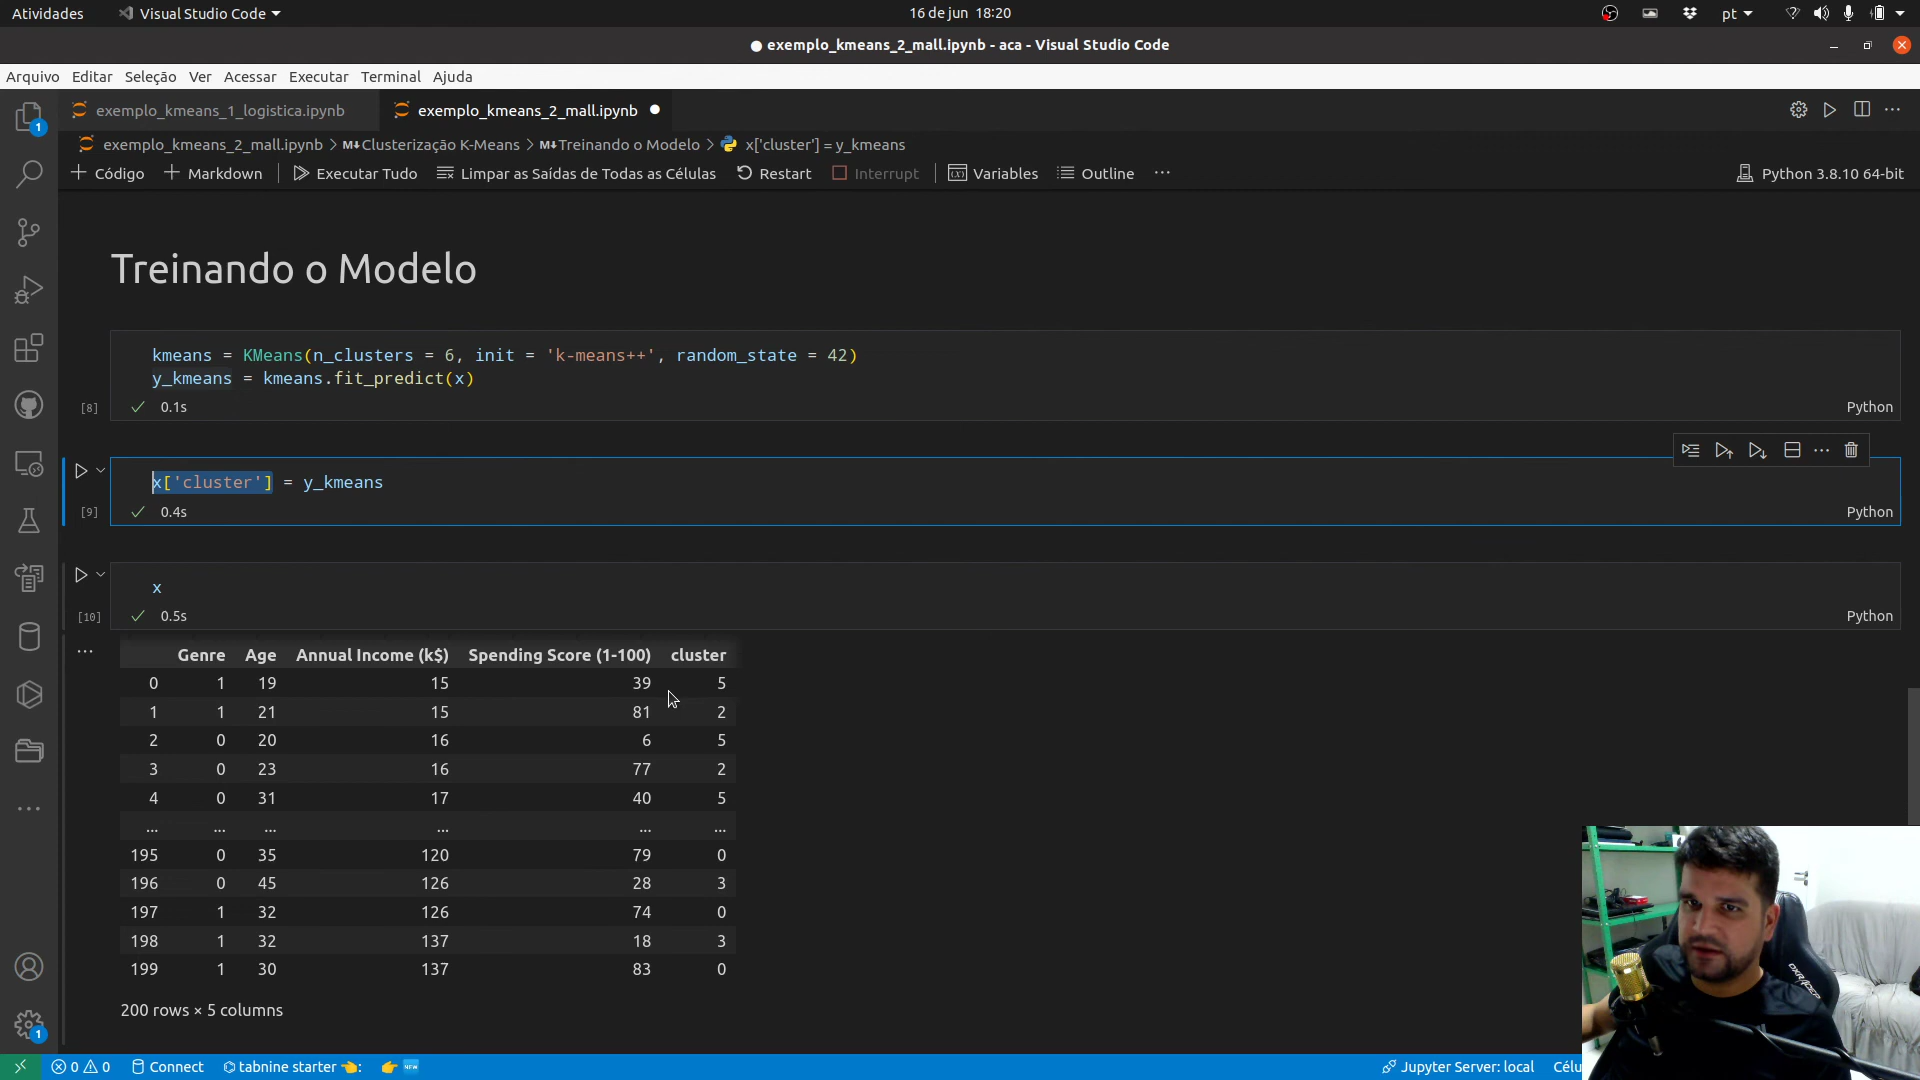 Atividades
Visual Studio Code
16 de jun 18:20
pt
exemplo_kmeans_2_mall.ipynb - aca - Visual Studio Code
Arquivo Editar Seleção Ver Acessar Executar Terminal Ajuda
exemplo_kmeans_1_logistica.ipynb
exemplo_kmeans_2_mall.ipynb
exemplo_kmeans_2_mall.ipynb > M↓Clusterização K-Means > M↓Treinando o Modelo > x['cluster'] = y_kmeans
Código Markdown Executar Tudo Limpar as Saídas de Todas as Células Restart Interrupt Variables Outline ... Python 3.8.10 64-bit
Treinando o Modelo
kmeans = KMeans(n_clusters = 6, init = 'k-means++', random_state = 42)
y_kmeans = kmeans.fit_predict(x)
[8] 0.1s Python
x['cluster'] = y_kmeans
[9] 0.4s Python
x
[10] 0.5s Python
Genre Age Annual Income (k$) Spending Score (1-100) cluster
0 1 19 15 39 5
1 1 21 15 81 2
2 0 20 16 6 5
3 0 23 16 77 2
4 0 31 17 40 5
... ... ... ... ... ...
195 0 35 120 79 0
196 0 45 126 28 3
197 1 32 126 74 0
198 1 32 137 18 3
199 1 30 137 83 0
200 rows × 5 columns
1
1
0 0 Connect tabnine starter Jupyter Server: local Célu